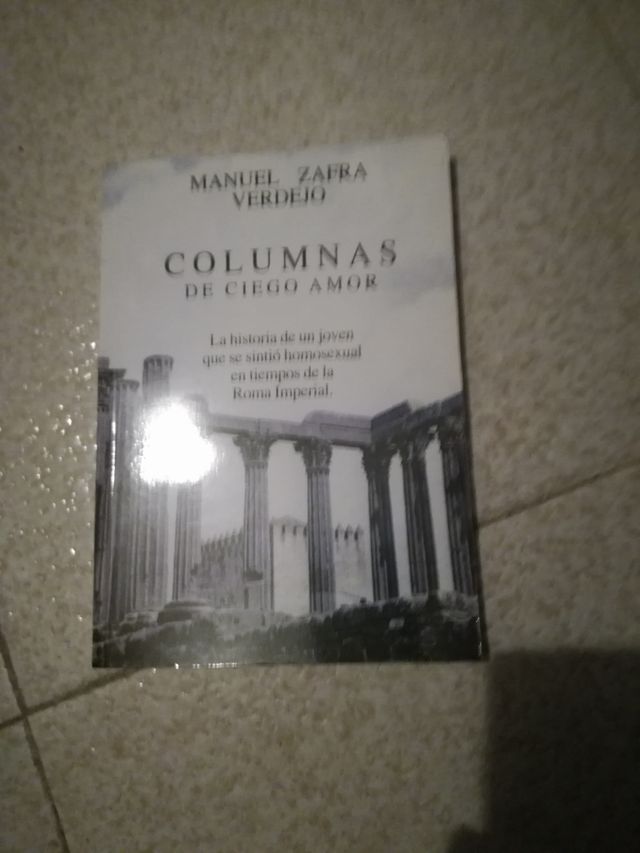 MANUEL ZAFRA
VERDEJO
COLUMNAS
DE CIEGO AMOR
La historia de un joven
que se sintió homosexual
en tiempos de la
Roma Imperial.